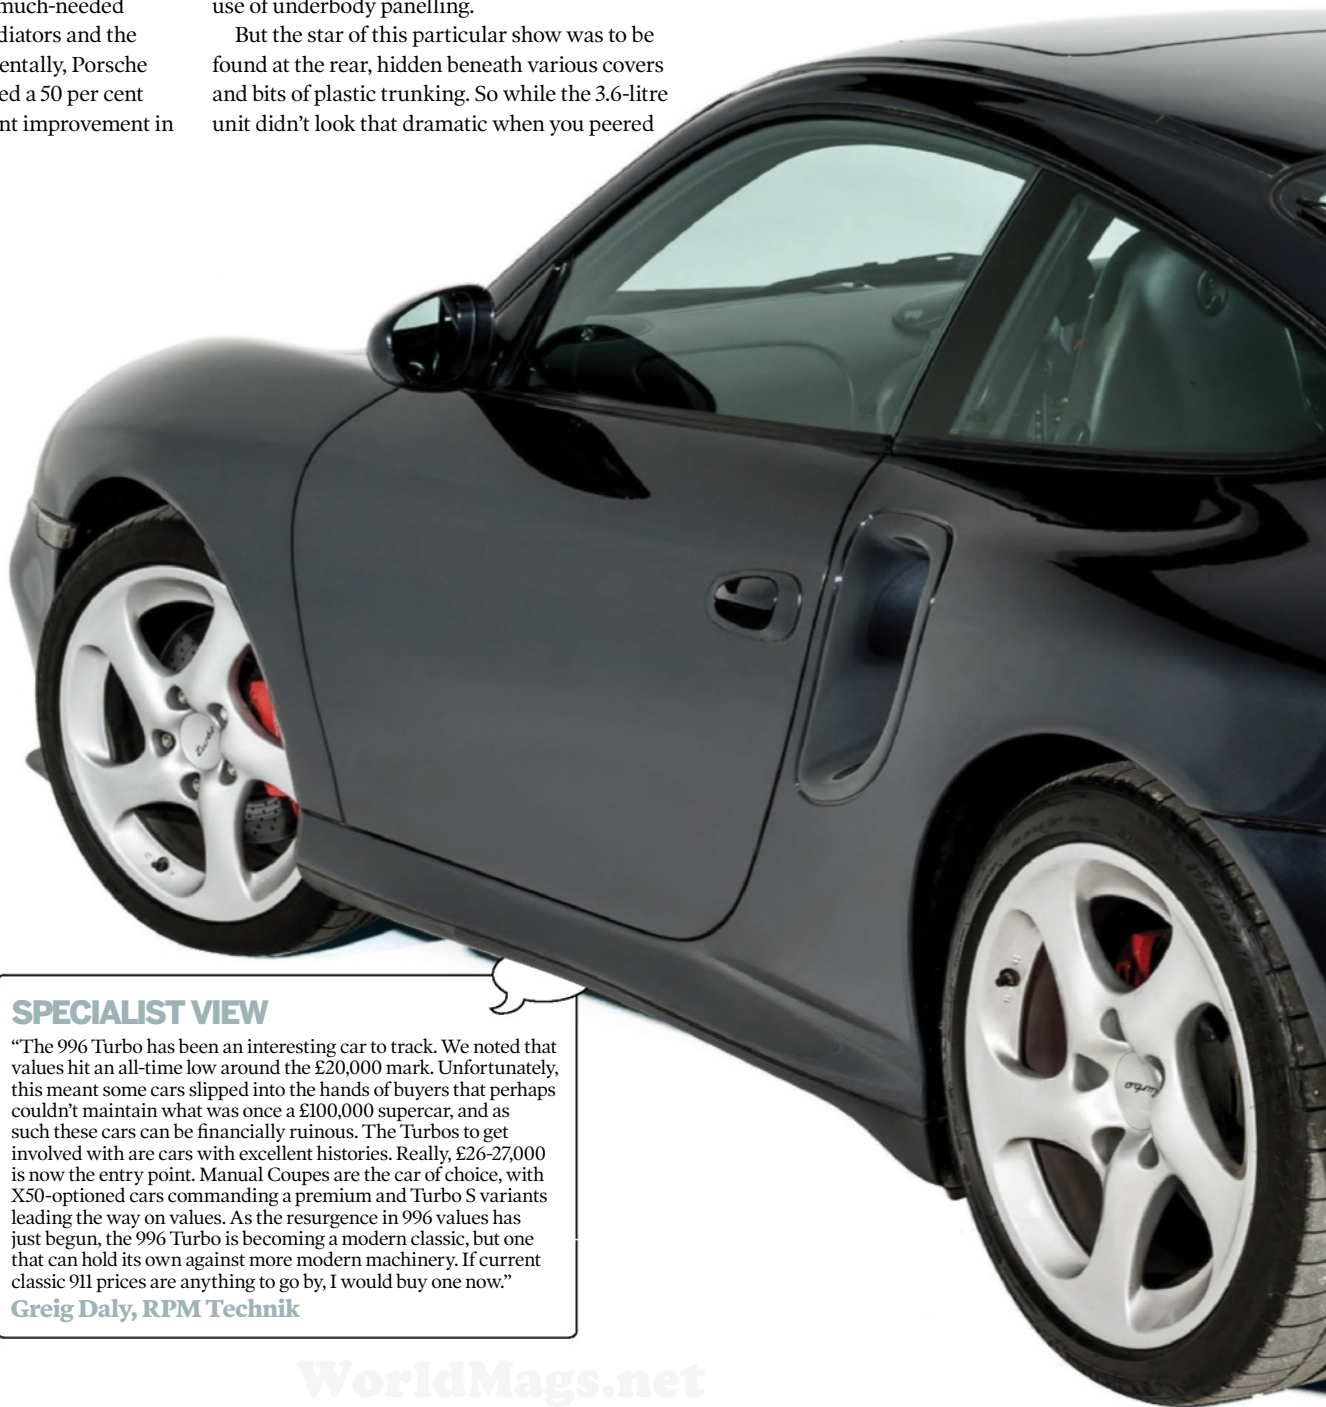 much-needed
diators and the
entally, Porsche
ed a 50 per cent
nt improvement in
use of underbody panelling.
But the star of this particular show was to be
found at the rear, hidden beneath various covers
and bits of plastic trunking. So while the 3.6-litre
unit didn’t look that dramatic when you peered
turbo
turbo
SPECIALIST VIEW
“The 996 Turbo has been an interesting car to track. We noted that
values hit an all-time low around the £20,000 mark. Unfortunately,
this meant some cars slipped into the hands of buyers that perhaps
couldn’t maintain what was once a £100,000 supercar, and as
such these cars can be financially ruinous. The Turbos to get
involved with are cars with excellent histories. Really, £26-27,000
is now the entry point. Manual Coupes are the car of choice, with
X50-optioned cars commanding a premium and Turbo S variants
leading the way on values. As the resurgence in 996 values has
just begun, the 996 Turbo is becoming a modern classic, but one
that can hold its own against more modern machinery. If current
classic 911 prices are anything to go by, I would buy one now.”
Greig Daly, RPM Technik
WorldMags.net